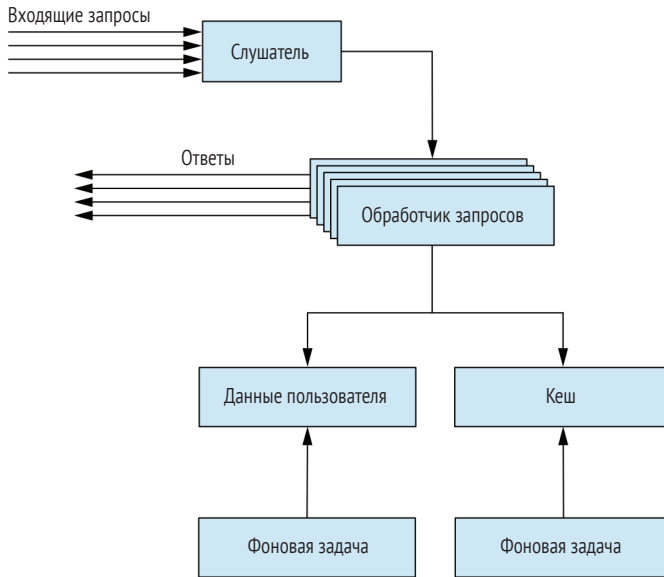 Входящие запросы
Слушатель
Ответы
Обработчик запросов
Данные пользователя
Кеш
Фоновая задача
Фоновая задача